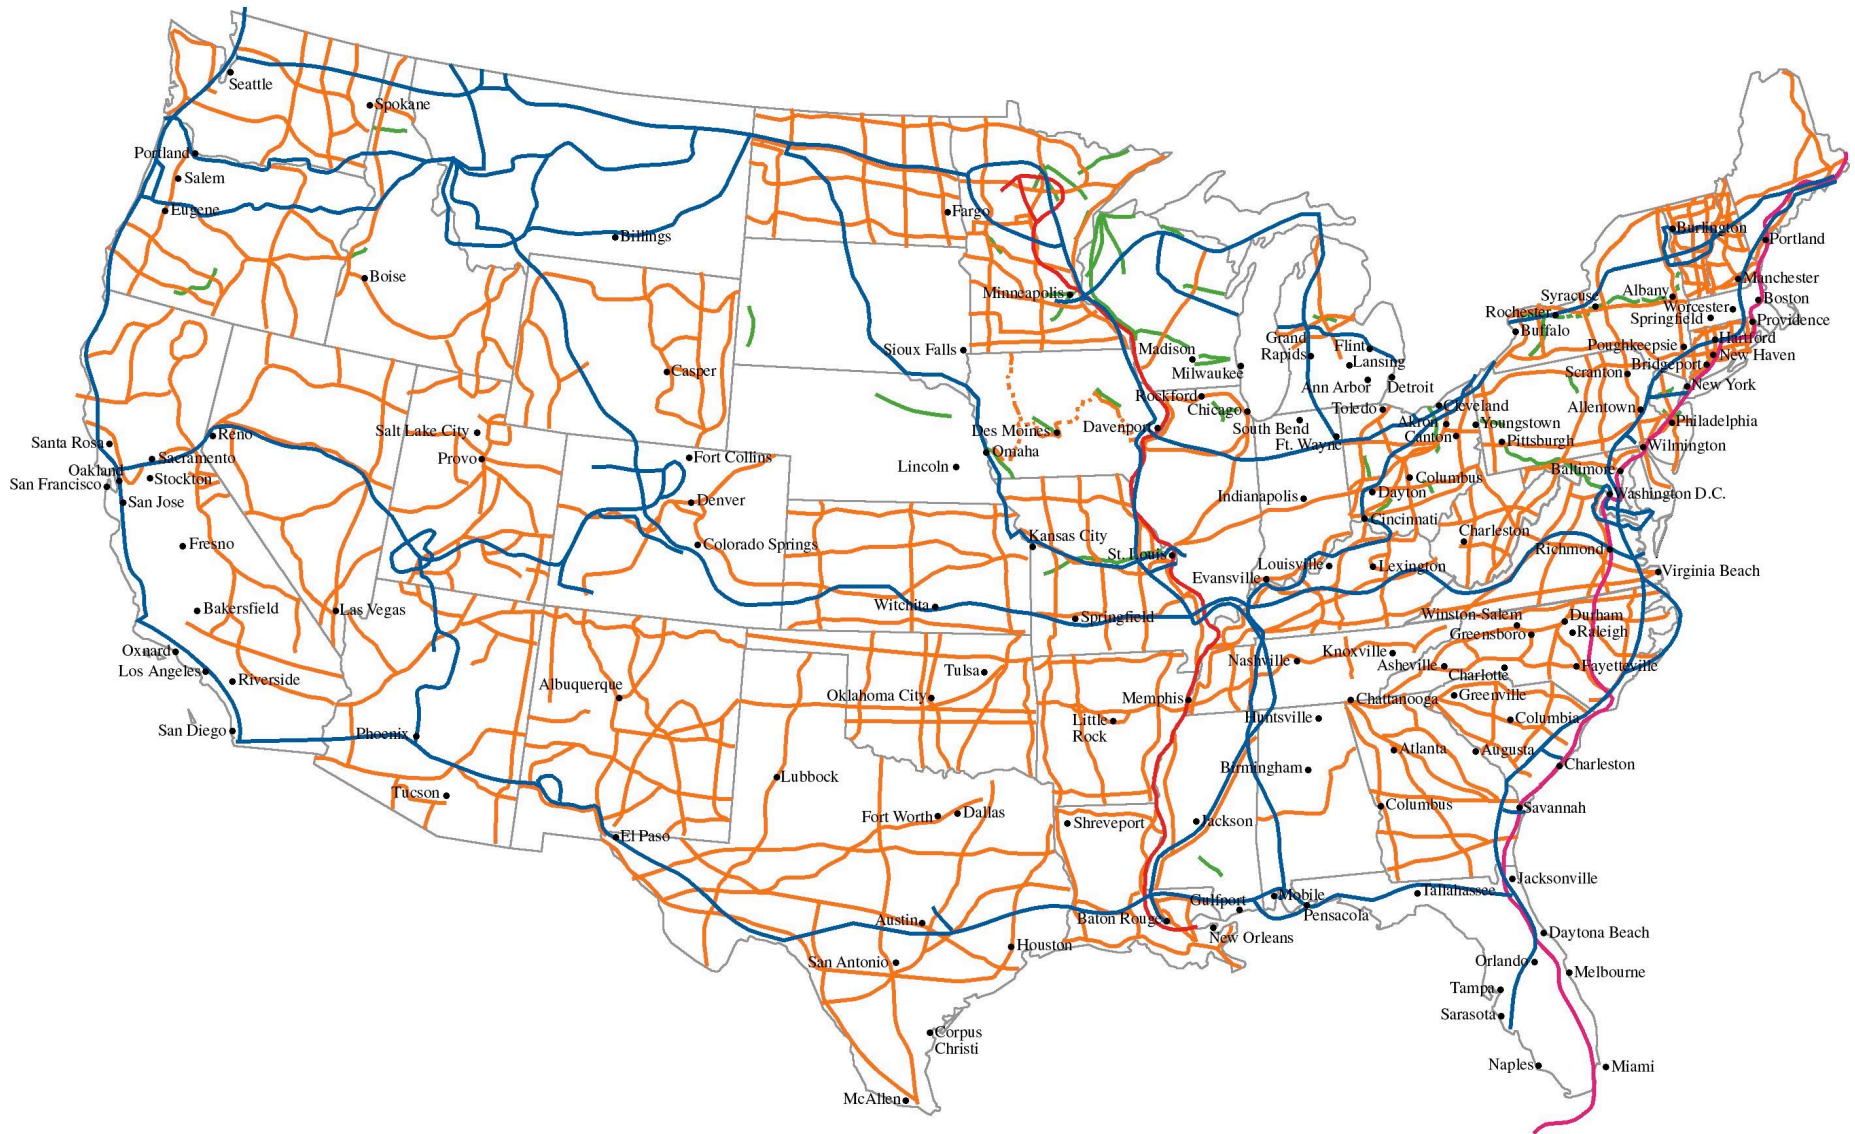 Seattle
Spokane
Portland
Salem
Eugene
Billings
Fargo
Boise
Minneapolis
Burlington
Portland
Manchester
Albany
Syracuse
Worcester
Boston
Rochester
Springfield
Providence
Buffalo
Hartford
Poughkeepsie
New Haven
Bridgeport
Scranton
New York
Sioux Falls
Madison
Milwaukee
Grand
Rapids
Flint
Lansing
Ann Arbor
Detroit
Casper
Rockford
Chicago
Toledo
Cleveland
Allentown
Philadelphia
Salt Lake City
Provo
Reno
Santa Rosa
Sacramento
Oakland
Stockton
San Francisco
San Jose
Des Moines
Davenport
Omaha
Lincoln
South Bend
Ft. Wayne
Akron
Canton
Youngstown
Pittsburgh
Wilmington
Baltimore
Washington D.C.
Fort Collins
Denver
Indianapolis
Columbus
Dayton
Cincinnati
Charleston
Richmond
Fresno
Colorado Springs
Kansas City
St. Louis
Evansville
Louisville
Lexington
Virginia Beach
Bakersfield
Las Vegas
Witchita
Springfield
Winston-Salem
Durham
Greensboro
Raleigh
Oxnard
Los Angeles
Riverside
Albuquerque
Tulsa
Nashville
Knoxville
Asheville
Charlotte
Fayetteville
Oklahoma City
Memphis
Chattanooga
Greenville
San Diego
Phoenix
Little
Rock
Huntsville
Columbia
Tucson
Lubbock
Birmingham
Atlanta
Augusta
Charleston
Fort Worth
Dallas
Shreveport
Jackson
Columbus
Savannah
El Paso
Jacksonville
Tallahassee
Austin
Baton Rouge
Gulfport
Mobile
Pensacola
New Orleans
Daytona Beach
Houston
San Antonio
Orlando
Melbourne
Tampa
Sarasota
Corpus
Christi
Naples
Miami
McAllen